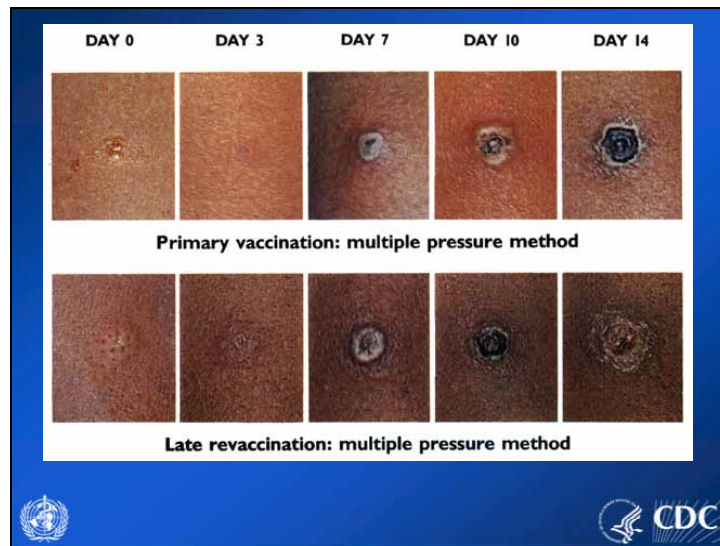 DAY 0 DAY 3 DAY 7 DAY 10 DAY 14
Primary vaccination: multiple pressure method
Late revaccination: multiple pressure method
CDC